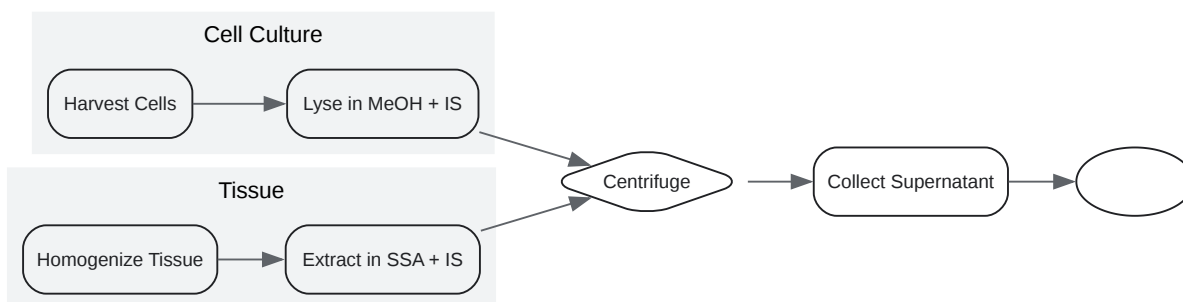 Cell Culture
Harvest Cells
Lyse in MeOH + IS
Tissue
Homogenize Tissue
Extract in SSA + IS
Centrifuge
Collect Supernatant